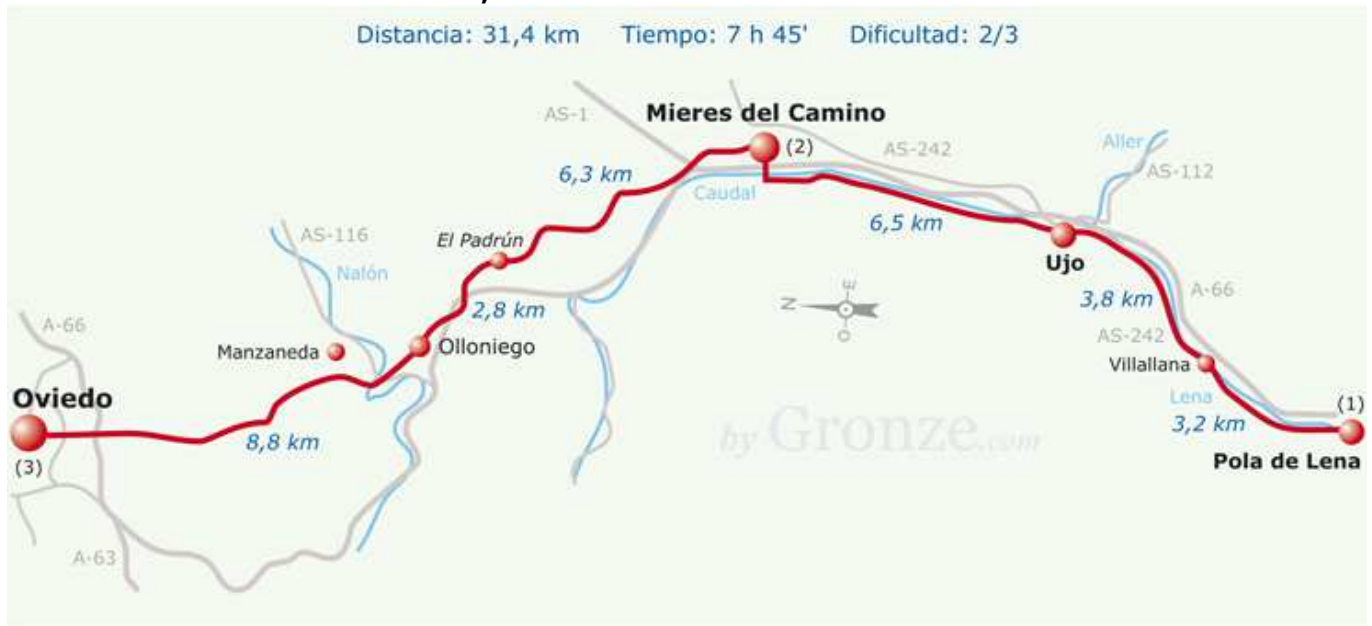 Distancia: 31,4 km Tiempo: 7 h 45' Dificultad: 2/3
AS-1
Mieres del Camino
(2)
AS-242
Aller
AS-112
6,3 km
Caudal
6,5 km
AS-116
El Padrún
Nalón
Ujo
N
E
O
2,8 km
3,8 km
A-66
A-66
Manzaneda
Olloniego
AS-242
Villallana
Oviedo
(3)
8,8 km
by Gronze.com
Lena
3,2 km
(1)
Pola de Lena
A-63